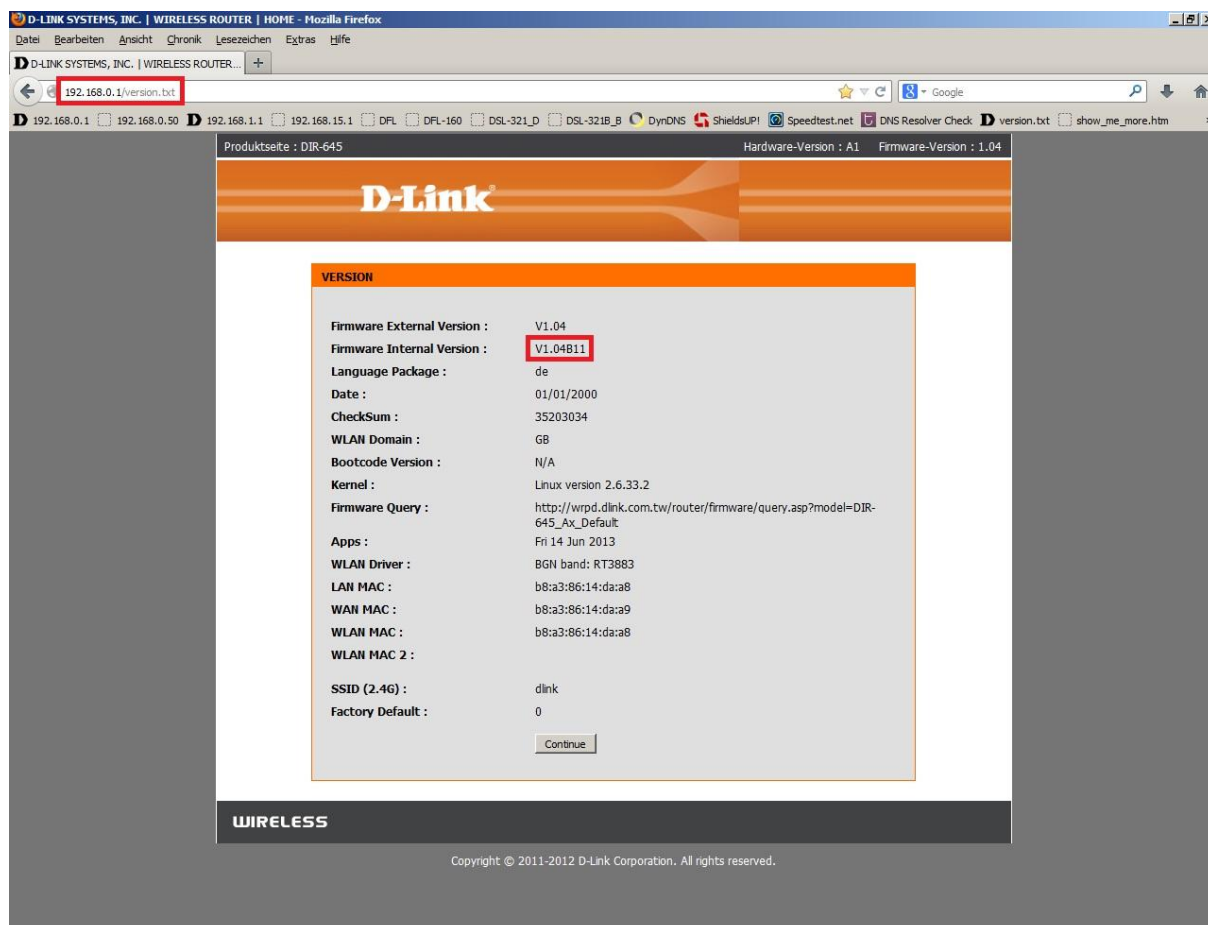 D-LINK SYSTEMS, INC. | WIRELESS ROUTER | HOME - Mozilla Firefox
Datei Bearbeiten Ansicht Chronik Lesezeichen Extras Hilfe
D-LINK SYSTEMS, INC. | WIRELESS ROUTER... +
192.168.0.1/version.txt Google
192.168.0.1 192.168.0.50 192.168.1.1 192.168.15.1 DFL DFL-160 DSL-321_D DSL-321B_B DynDNS ShieldsUP! Speedtest.net DNS Resolver Check version.txt show_me_more.htm
Produktseite : DIR-645 Hardware-Version : A1 Firmware-Version : 1.04
D-Link
VERSION
Firmware External Version : V1.04
Firmware Internal Version : V1.04B11
Language Package : de
Date : 01/01/2000
CheckSum : 35203034
WLAN Domain : GB
Bootcode Version : N/A
Kernel : Linux version 2.6.33.2
Firmware Query : http://wrpd.dlink.com.tw/router/firmware/query.asp?model=DIR-
645_Ax_Default
Apps : Fri 14 Jun 2013
WLAN Driver : BGN band: RT3883
LAN MAC : b8:a3:86:14:da:a8
WAN MAC : b8:a3:86:14:da:a9
WLAN MAC : b8:a3:86:14:da:a8
WLAN MAC 2 :
SSID (2.4G) : dlink
Factory Default : 0
Continue
WIRELESS
Copyright © 2011-2012 D-Link Corporation. All rights reserved.